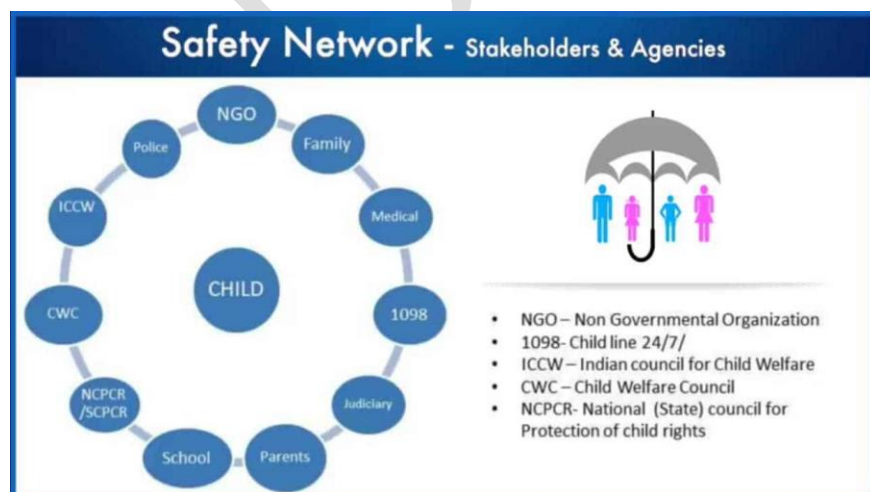 Safety Network - Stakeholders & Agencies
NGO
Family
Medical
1098
Judiciary
Parents
School
NCPCR
/SCPCR
CWC
ICCW
Police
CHILD
• NGO – Non Governmental Organization
• 1098- Child line 24/7/
• ICCW – Indian council for Child Welfare
• CWC – Child Welfare Council
• NCPCR- National (State) council for
Protection of child rights